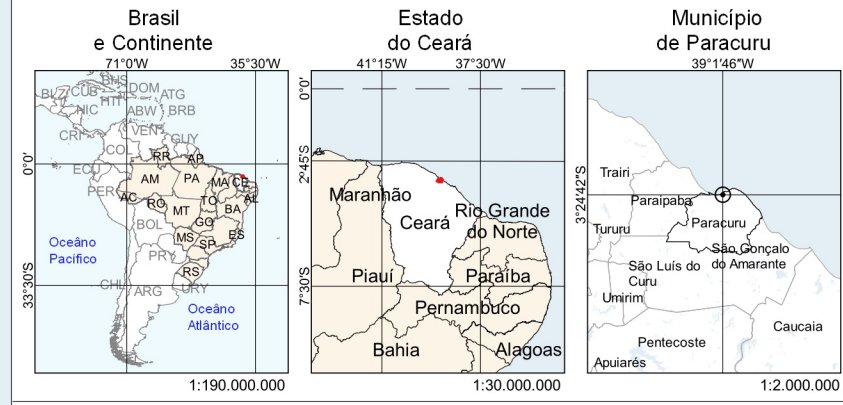 Brasil
e Continente
71°0'W
35°30'W
0°0'
33°30'S
BHS
BLZ
CUB
DOM
ATG
HTI
NIC
ABW
BRB
CRI
VEN
GUY
COL
RR
AP
ECU
AM
PA
MA
CE
PER
AC
RO
TO
AL
MT
BA
BOL
GO
MS
ES
SP
PRY
RS
CHL
ARG
URY
Oceâno
Pacífico
Oceâno
Atlântico
1:190.000.000
Estado
do Ceará
41°15'W
37°30'W
0°0'
2°45'S
7°30'S
Maranhão
Ceará
Rio Grande
do Norte
Piauí
Paraíba
Pernambuco
Bahia
Alagoas
1:30.000.000
Município
de Paracuru
39°1'46"W
3°24'42"S
Trairi
Paraipaba
Paracuru
Tururu
São Gonçalo
do Amarante
São Luís do
Curu
Umirim
Caucaia
Pentecoste
Apuiarés
1:2.000.000